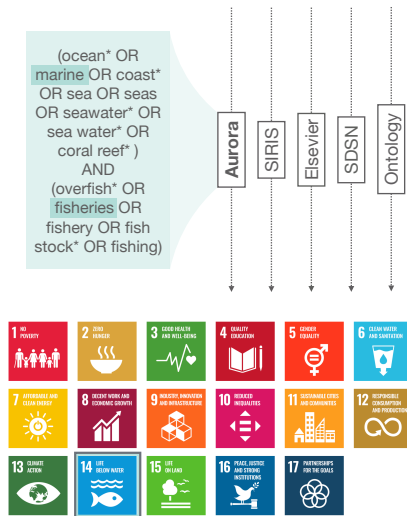 (ocean* OR
marine OR coast*
OR sea OR seas
OR seawater* OR
sea water* OR
coral reef* )
AND
(overfish* OR
fisheries OR
fishery OR fish
stock* OR fishing)
Aurora
SIRIS
Elsevier
SDSN
Ontology
1 NO
POVERTY
2 ZERO
HUNGER
3 GOOD HEALTH
AND WELL-BEING
4 QUALITY
EDUCATION
5 GENDER
EQUALITY
6 CLEAN WATER
AND SANITATION
7 AFFORDABLE AND
CLEAN ENERGY
8 DECENT WORK AND
ECONOMIC GROWTH
9 INDUSTRY, INNOVATION
AND INFRASTRUCTURE
10 REDUCED
INEQUALITIES
11 SUSTAINABLE CITIES
AND COMMUNITIES
12 RESPONSIBLE
CONSUMPTION
AND PRODUCTION
13 CLIMATE
ACTION
14 LIFE
BELOW WATER
15 LIFE
ON LAND
16 PEACE, JUSTICE
AND STRONG
INSTITUTIONS
17 PARTNERSHIPS
FOR THE GOALS